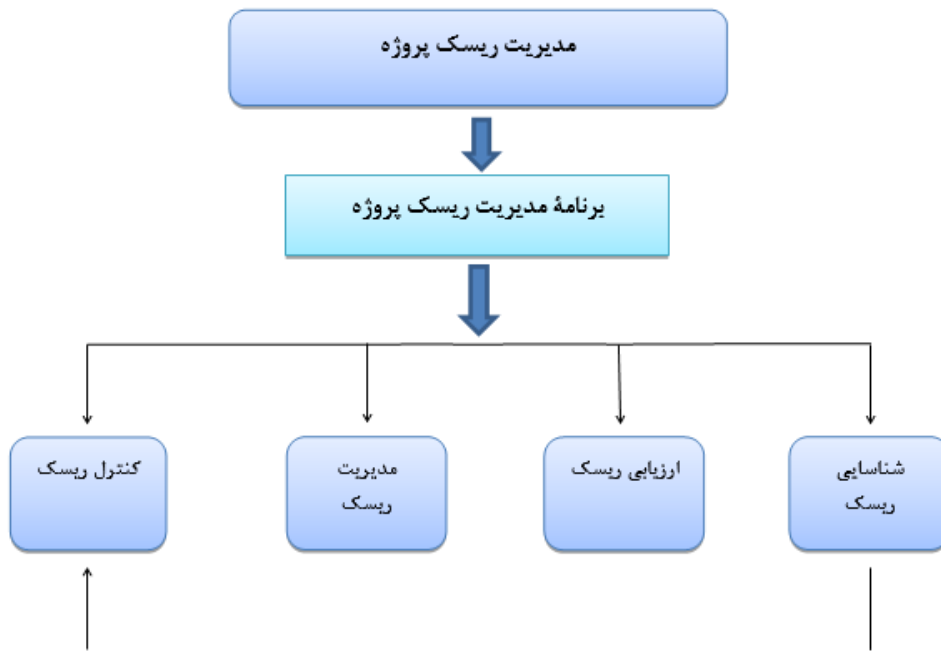 مدیریت ریسک پروژه
برنامهٔ مدیریت ریسک پروژه
شناسایی
ریسک
ارزیابی ریسک
مدیریت
ریسک
کنترل ریسک